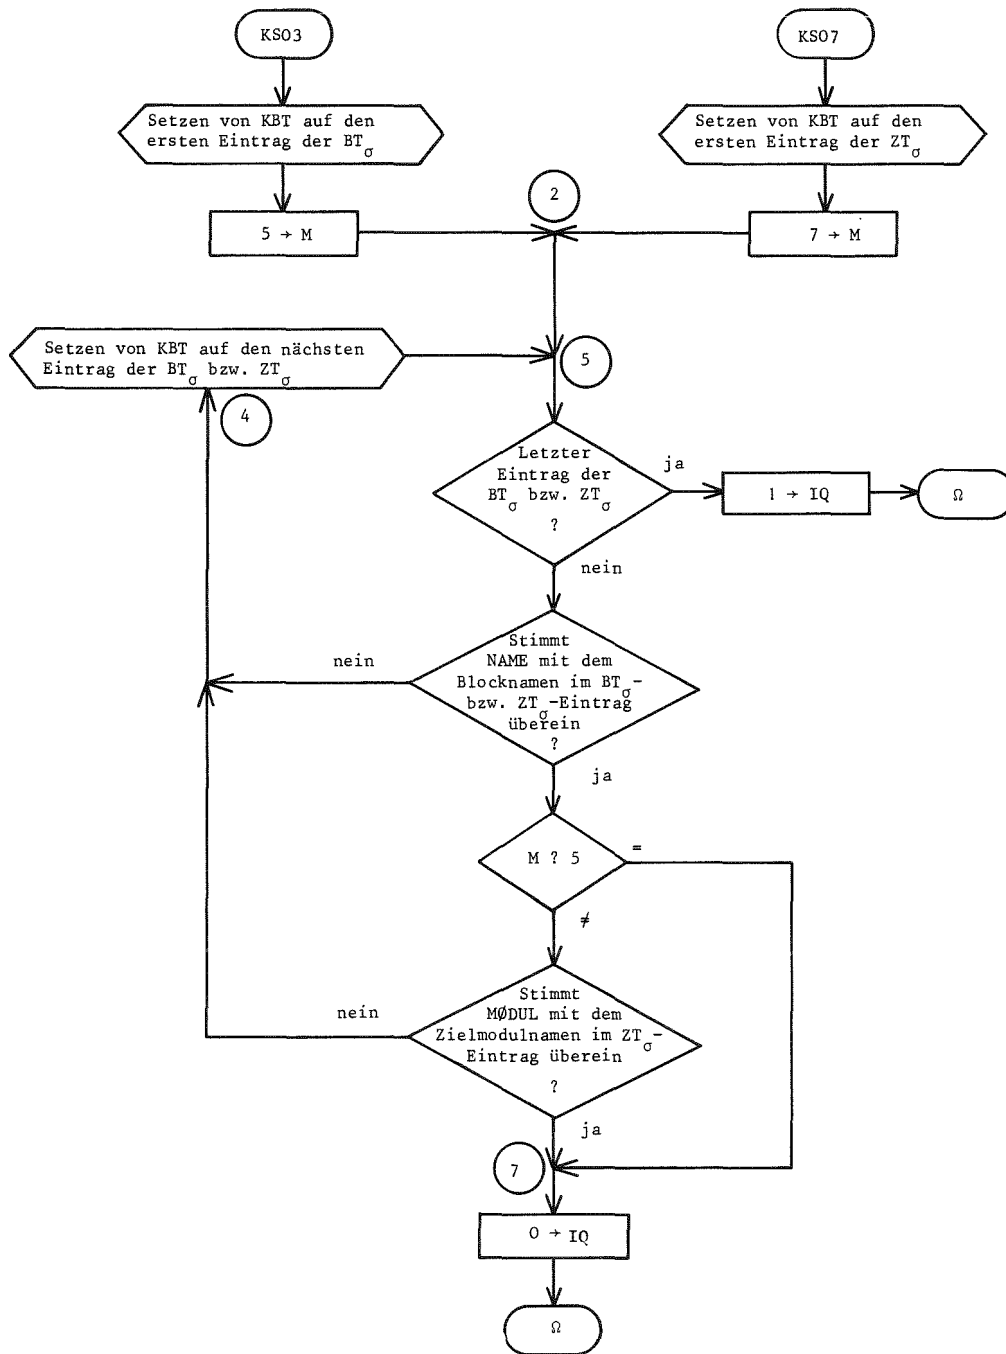 KS03
KS07
Setzen von KBT auf den
ersten Eintrag der BTσ
Setzen von KBT auf den
ersten Eintrag der ZTσ
2
5 → M
7 → M
Setzen von KBT auf den nächsten
Eintrag der BTσ bzw. ZTσ
5
4
Letzter
Eintrag der
BTσ bzw. ZTσ
?
ja
1 → IQ
Ω
nein
Stimmt
NAME mit dem
Blocknamen im BTσ-
bzw. ZTσ-Eintrag
überein
?
nein
ja
M ? 5
=
≠
Stimmt
MØDUL mit dem
Zielmodulnamen im ZTσ-
Eintrag überein
?
nein
ja
7
0 → IQ
Ω